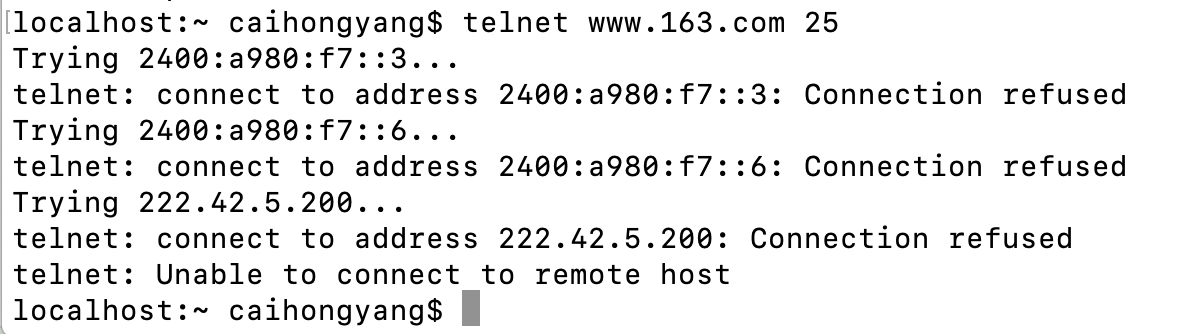 [localhost:~ caihongyang$ telnet www.163.com 25
Trying 2400:a980:f7::3...
telnet: connect to address 2400:a980:f7::3: Connection refused
Trying 2400:a980:f7::6...
telnet: connect to address 2400:a980:f7::6: Connection refused
Trying 222.42.5.200...
telnet: connect to address 222.42.5.200: Connection refused
telnet: Unable to connect to remote host
localhost:~ caihongyang$